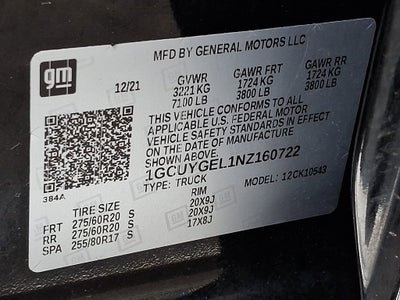 MFD BY GENERAL MOTORS LLC
gm
12/21 GVWR GAWR FRT GAWR RR
3221 KG 1724 KG 1724 KG
7100 LB 3800 LB 3800 LB
THIS VEHICLE CONFORMS TO ALL
APPLICABLE U.S. FEDERAL MOTOR
VEHICLE SAFETY STANDARDS IN
EFFECT ON THE DATE OF
MANUFACTURE SHOWN ABOVE.
1GCUYGEL1NZ160722
384A TYPE: TRUCK MODEL: 12CK10543
TIRE SIZE RIM
FRT 275/60R20 S 20X9J
RR 275/60R20 S 20X9J
SPA 255/80R17 S 17X8J